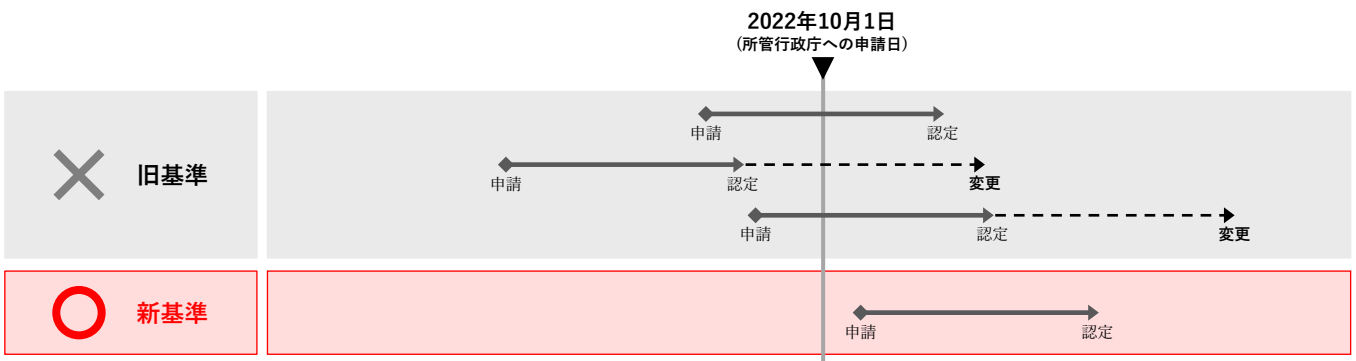 2022年10月1日
(所管行政庁への申請日)
旧基準
申請
認定
申請
認定
変更
申請
認定
変更
新基準
申請
認定